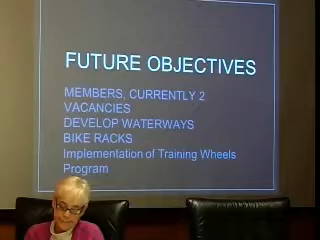 FUTURE OBJECTIVES
MEMBERS, CURRENTLY 2
VACANCIES
DEVELOP WATERWAYS
BIKE RACKS
Implementation of Training Wheels
Program